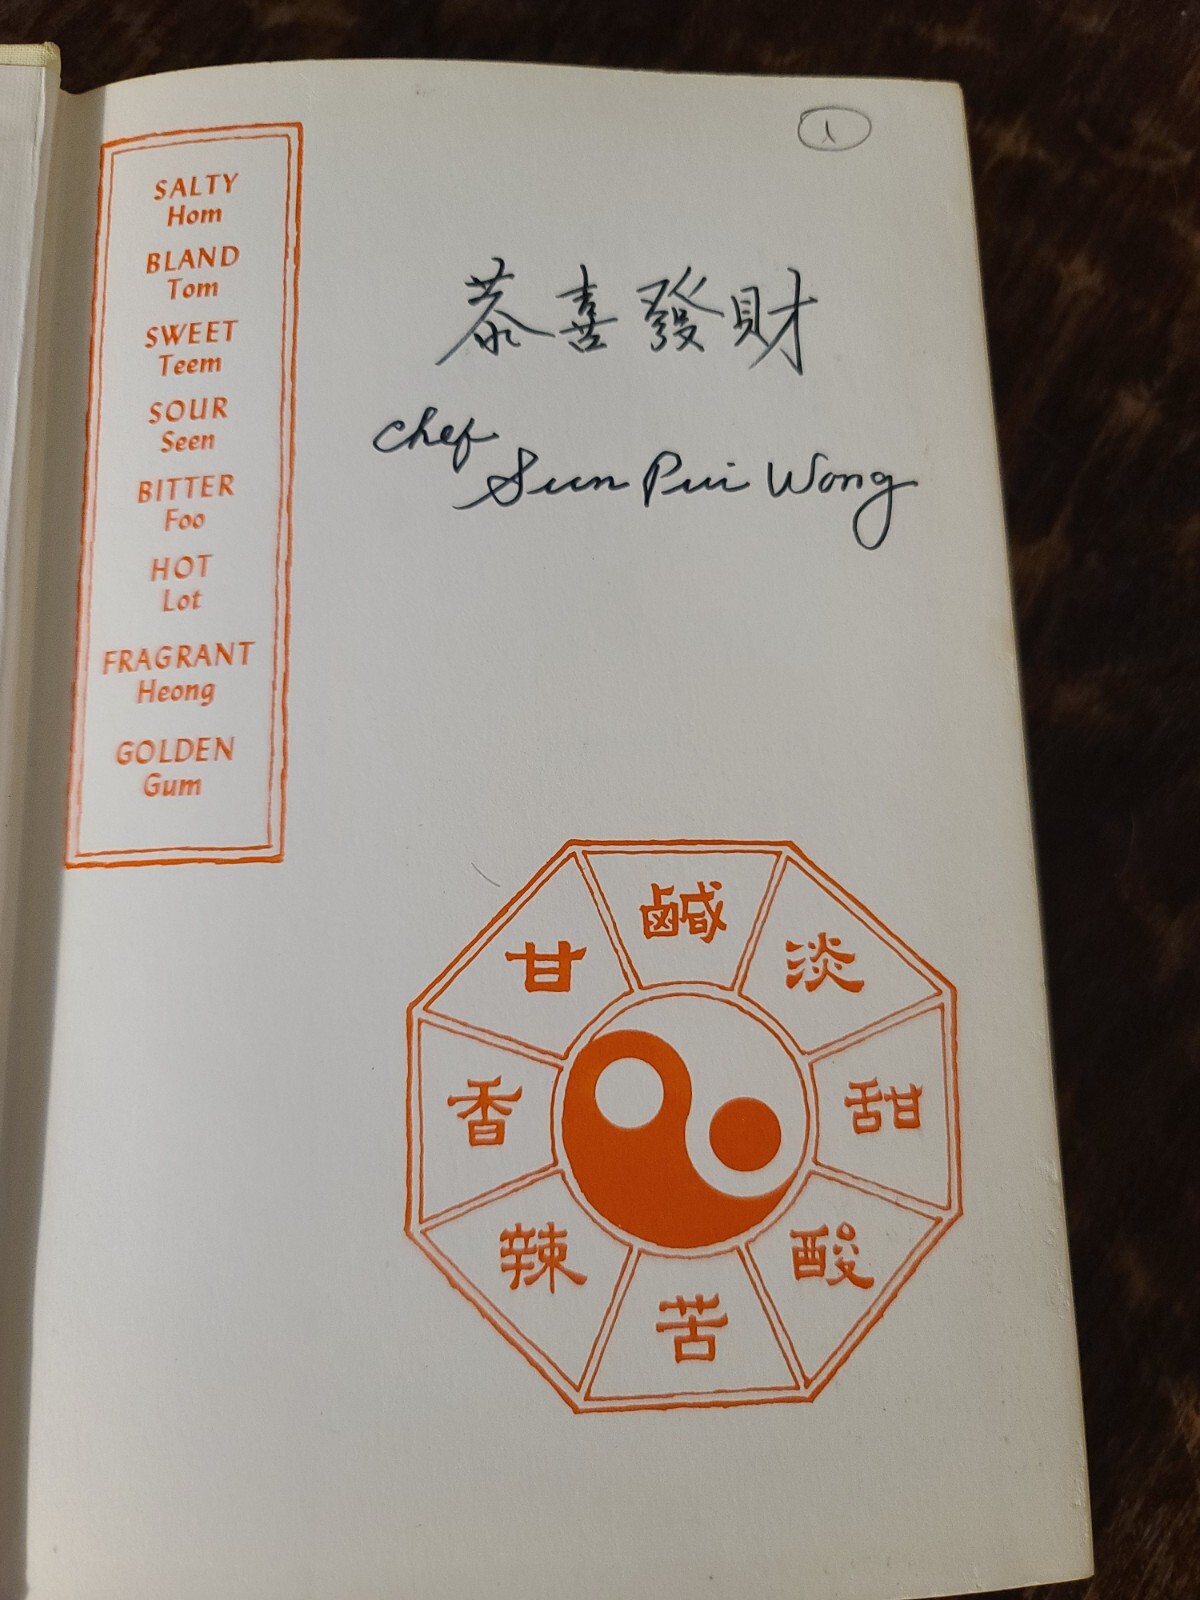 SALTY
Hom
BLAND
Tom
SWEET
Teem
SOUR
Seen
BITTER
Foo
HOT
Lot
FRAGRANT
Heong
GOLDEN
Gum
恭喜發財
Chef
Sun Pui Wong
鹹
淡
甜
酸
苦
辣
香
甘